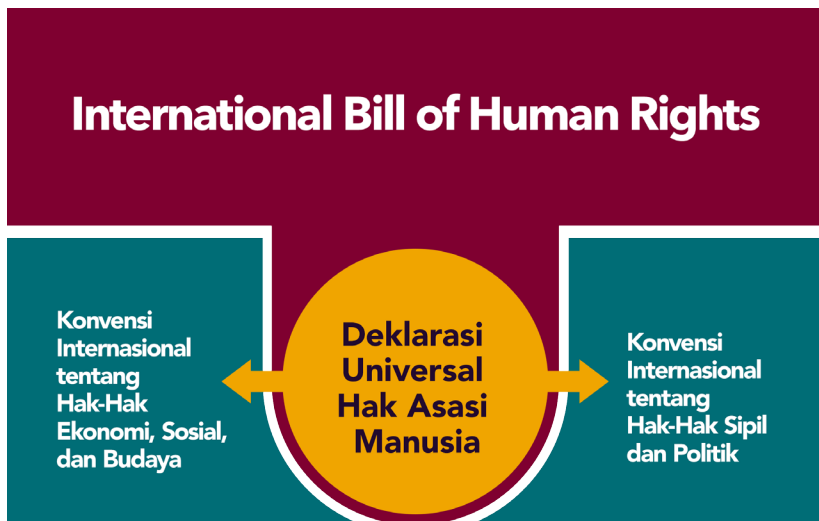 International Bill of Human Rights
Konvensi
Internasional
tentang
Hak-Hak
Ekonomi, Sosial,
dan Budaya
Deklarasi
Universal
Hak Asasi
Manusia
Konvensi
Internasional
tentang
Hak-Hak Sipil
dan Politik